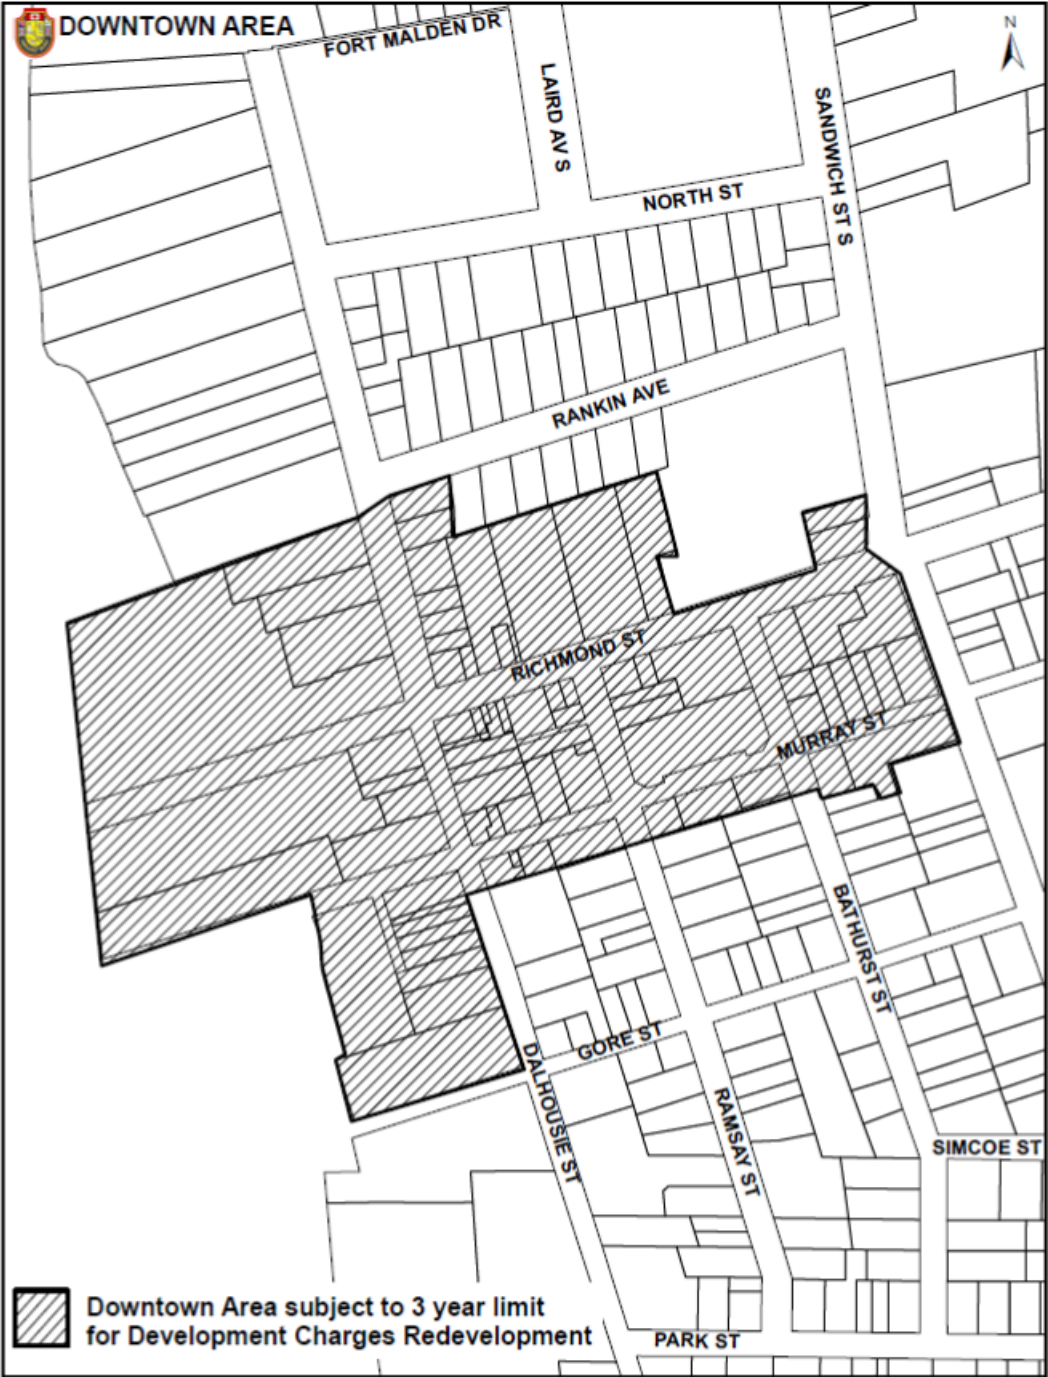 DOWNTOWN AREA
N
FORT MALDEN DR
LAIRD AV S
SANDWICH ST S
NORTH ST
RANKIN AVE
RICHMOND ST
MURRAY ST
BATHURST ST
GORE ST
DALHOUSIE ST
RAMSAY ST
SIMCOE ST
Downtown Area subject to 3 year limit
for Development Charges Redevelopment
PARK ST